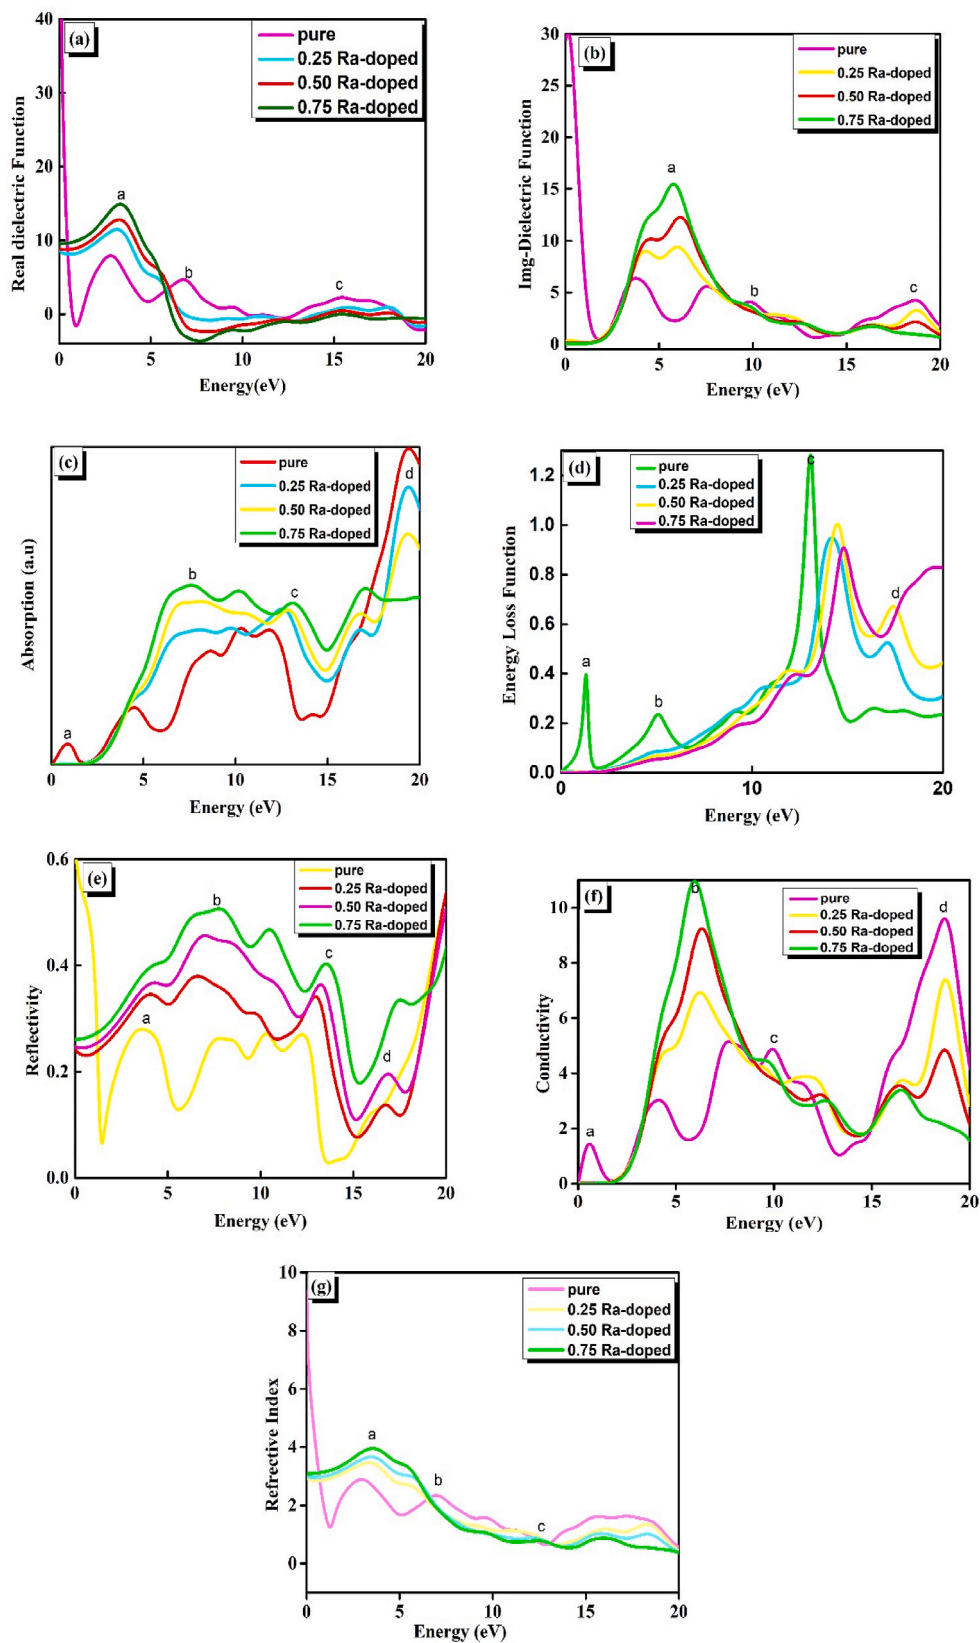 (a)
pure
0.25 Ra-doped
0.50 Ra-doped
0.75 Ra-doped
40
30
20
10
0
Real dielectric Function
a
b
c
0 5 10 15 20
Energy(eV)
(b)
pure
0.25 Ra-doped
0.50 Ra-doped
0.75 Ra-doped
30
25
20
15
10
5
0
Img-Dielectric Function
a
b
c
0 5 10 15 20
Energy (eV)
(c)
pure
0.25 Ra-doped
0.50 Ra-doped
0.75 Ra-doped
Absorption (a.u)
a
b
c
d
0 5 10 15 20
Energy (eV)
(d)
pure
0.25 Ra-doped
0.50 Ra-doped
0.75 Ra-doped
1.2
1.0
0.8
0.6
0.4
0.2
0.0
Energy Loss Function
a
b
c
d
0 5 10 15 20
Energy (eV)
(e)
pure
0.25 Ra-doped
0.50 Ra-doped
0.75 Ra-doped
0.6
0.4
0.2
0.0
Reflectivity
a
b
c
d
0 5 10 15 20
Energy (eV)
(f)
pure
0.25 Ra-doped
0.50 Ra-doped
0.75 Ra-doped
10
8
6
4
2
0
Conductivity
a
b
c
d
0 5 10 15 20
Energy (eV)
(g)
pure
0.25 Ra-doped
0.50 Ra-doped
0.75 Ra-doped
10
8
6
4
2
0
Refrective Index
a
b
c
0 5 10 15 20
Energy (eV)